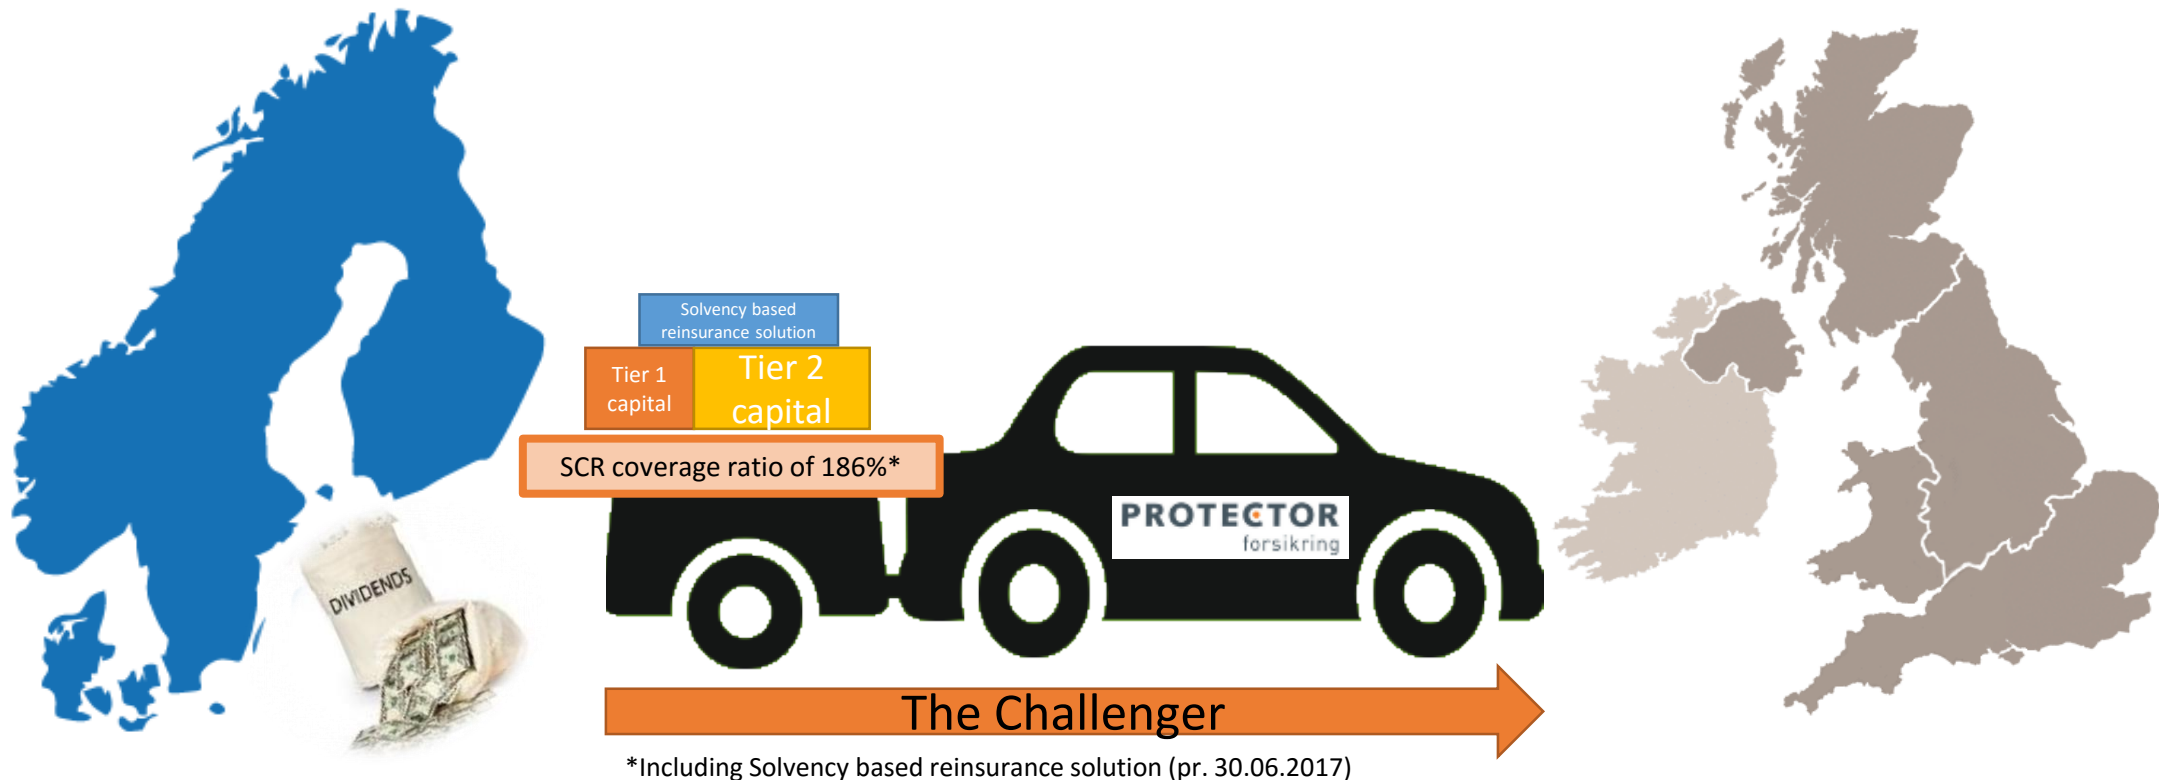 Solvency based
reinsurance solution
Tier 1
capital
Tier 2
capital
SCR coverage ratio of 186%*
PROTECTOR
forsikring
DIVIDENDS
The Challenger
*Including Solvency based reinsurance solution (pr. 30.06.2017)